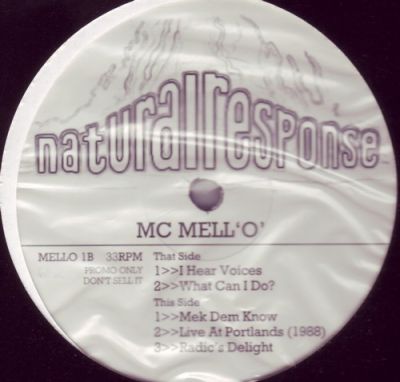 naturalresponse
MC MELL'O'
MELLO 1B 33RPM
PROMO ONLY
DON'T SELL IT
That Side
1>>I Hear Voices
2>>What Can I Do?
This Side
1>>Mek Dem Know
2>>Live At Portlands (1988)
3>>Radic's Delight